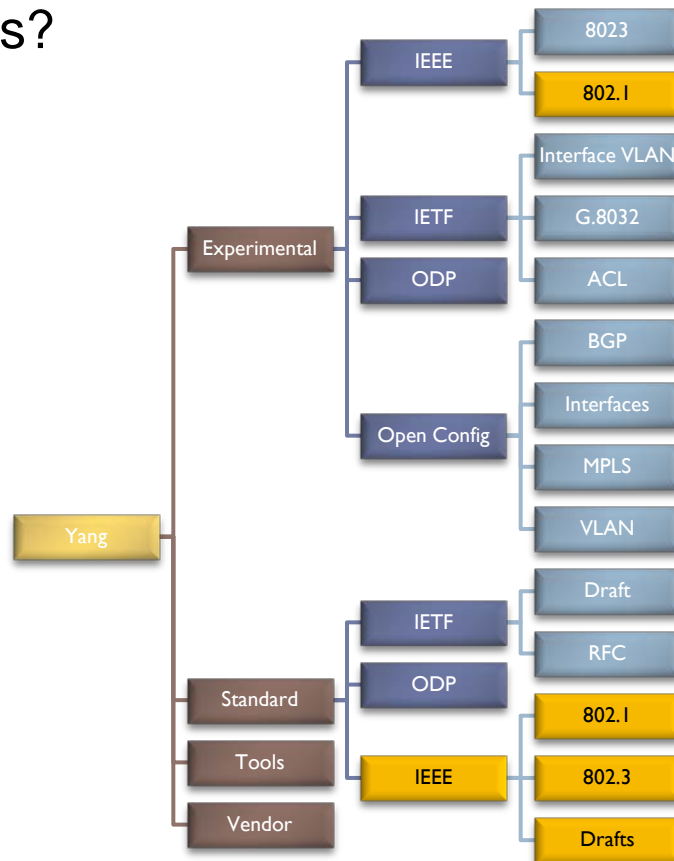 s?
Yang
Experimental
IEEE
8023
802.1
IETF
Interface VLAN
G.8032
ACL
ODP
Open Config
BGP
Interfaces
MPLS
VLAN
Standard
IETF
Draft
RFC
ODP
IEEE
802.1
802.3
Drafts
Tools
Vendor